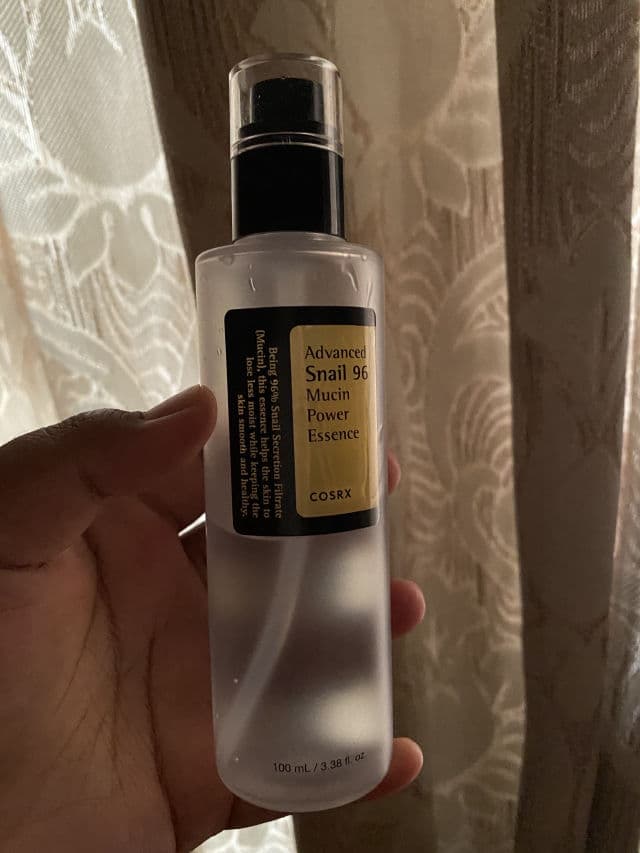 Advanced
Snail 96
Mucin
Power
Essence
COSRX
Being 96% Snail Secretion Filtrate
(Mucin), this essence helps the skin to
lose less moist while keeping the
skin smooth and healthy.
100 mL / 3.38 fl. oz